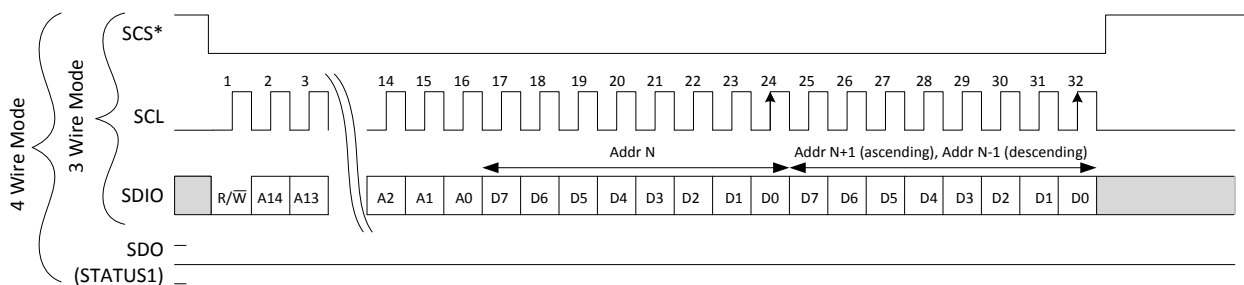 4 Wire Mode
3 Wire Mode
SCS*
1 2 3 14 15 16 17 18 19 20 21 22 23 24 25 26 27 28 29 30 31 32
SCL
Addr N Addr N+1 (ascending), Addr N-1 (descending)
SDIO R/W̅ A14 A13 A2 A1 A0 D7 D6 D5 D4 D3 D2 D1 D0 D7 D6 D5 D4 D3 D2 D1 D0
SDO
(STATUS1)